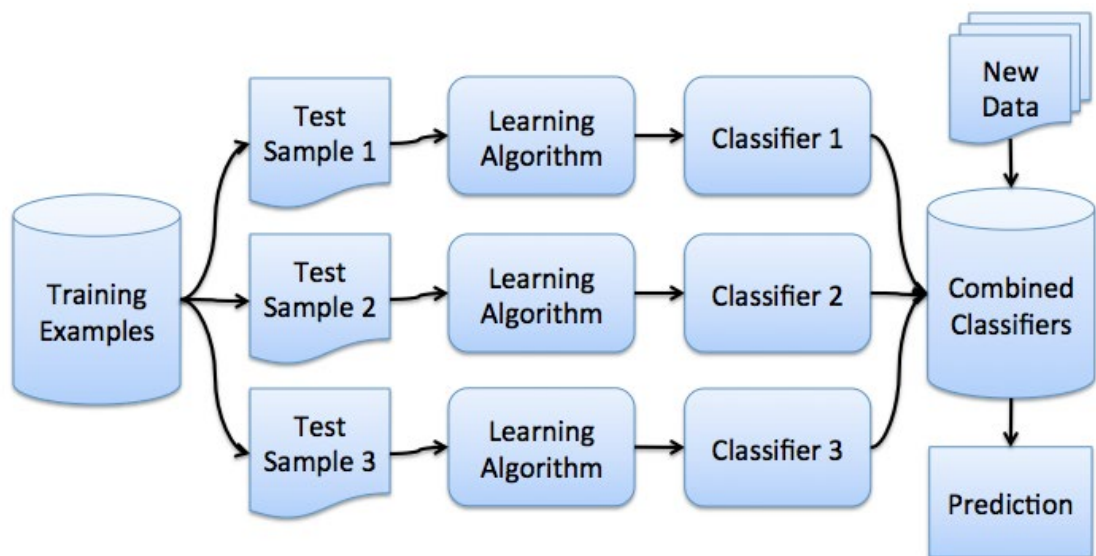 Training
Examples
Test
Sample 1
Learning
Algorithm
Classifier 1
Test
Sample 2
Learning
Algorithm
Classifier 2
Test
Sample 3
Learning
Algorithm
Classifier 3
New
Data
Combined
Classifiers
Prediction